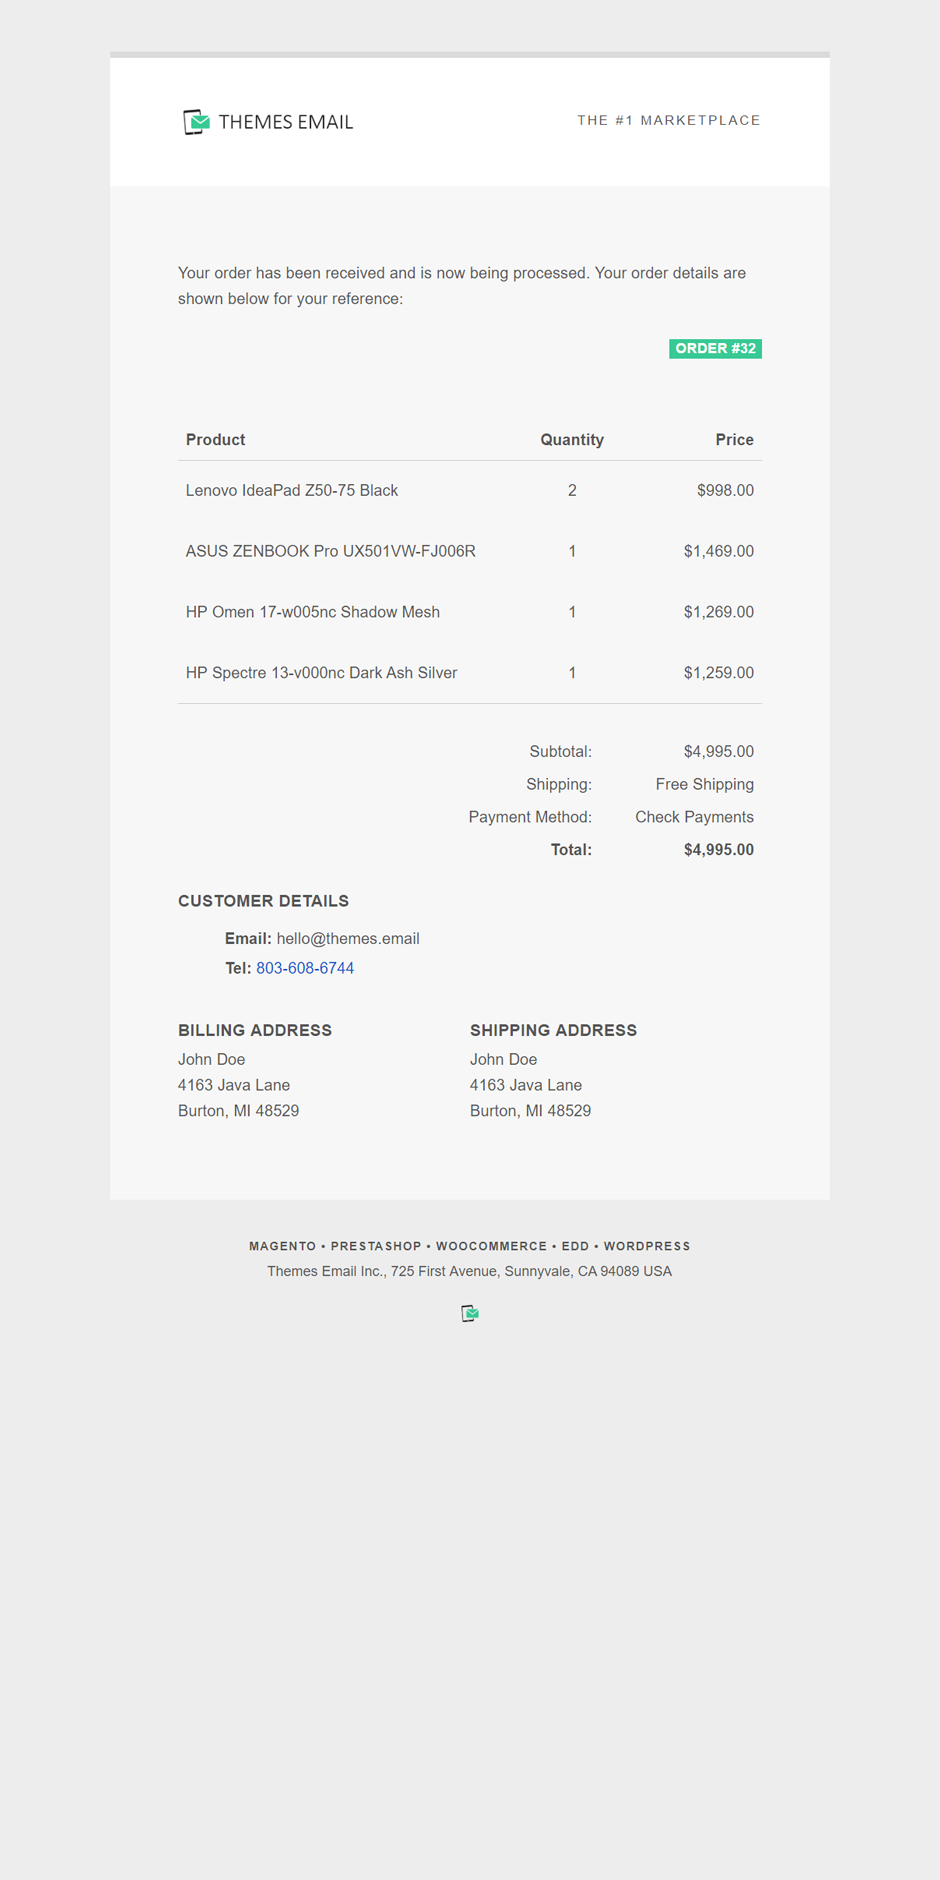 THEMES EMAIL
THE #1 MARKETPLACE
Your order has been received and is now being processed. Your order details are
shown below for your reference:
ORDER #32
Product Quantity Price
Lenovo IdeaPad Z50-75 Black 2 $998.00
ASUS ZENBOOK Pro UX501VW-FJ006R 1 $1,469.00
HP Omen 17-w005nc Shadow Mesh 1 $1,269.00
HP Spectre 13-v000nc Dark Ash Silver 1 $1,259.00
Subtotal: $4,995.00
Shipping: Free Shipping
Payment Method: Check Payments
Total: $4,995.00
CUSTOMER DETAILS
Email: hello@themes.email
Tel: 803-608-6744
BILLING ADDRESS
John Doe
4163 Java Lane
Burton, MI 48529
SHIPPING ADDRESS
John Doe
4163 Java Lane
Burton, MI 48529
MAGENTO • PRESTASHOP • WOOCOMMERCE • EDD • WORDPRESS
Themes Email Inc., 725 First Avenue, Sunnyvale, CA 94089 USA